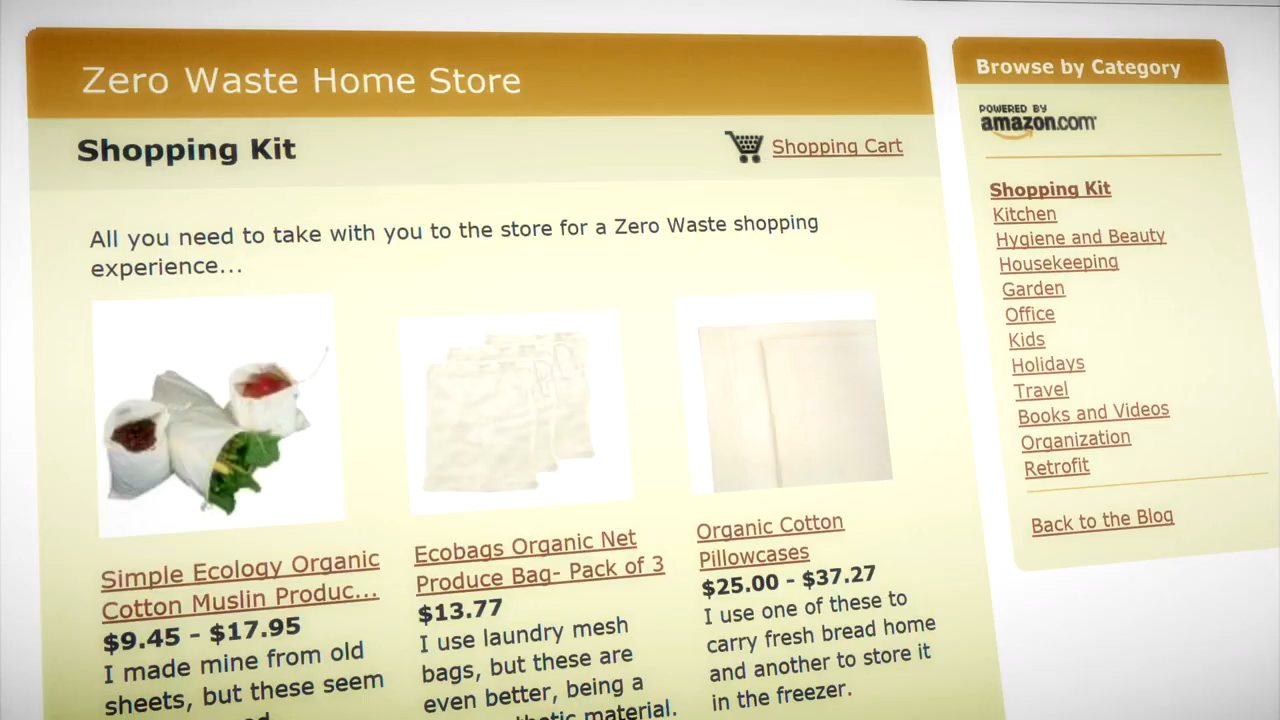 Zero Waste Home Store
Shopping Kit
Shopping Cart
All you need to take with you to the store for a Zero Waste shopping
experience...
Simple Ecology Organic
Cotton Muslin Produc...
$9.45 - $17.95
I made mine from old
sheets, but these seem
Ecobags Organic Net
Produce Bag- Pack of 3
$13.77
I use laundry mesh
bags, but these are
even better, being a
material.
Organic Cotton
Pillowcases
$25.00 - $37.27
I use one of these to
carry fresh bread home
and another to store it
in the freezer.
Browse by Category
POWERED BY
amazon.com
Shopping Kit
Kitchen
Hygiene and Beauty
Housekeeping
Garden
Office
Kids
Holidays
Travel
Books and Videos
Organization
Retrofit
Back to the Blog